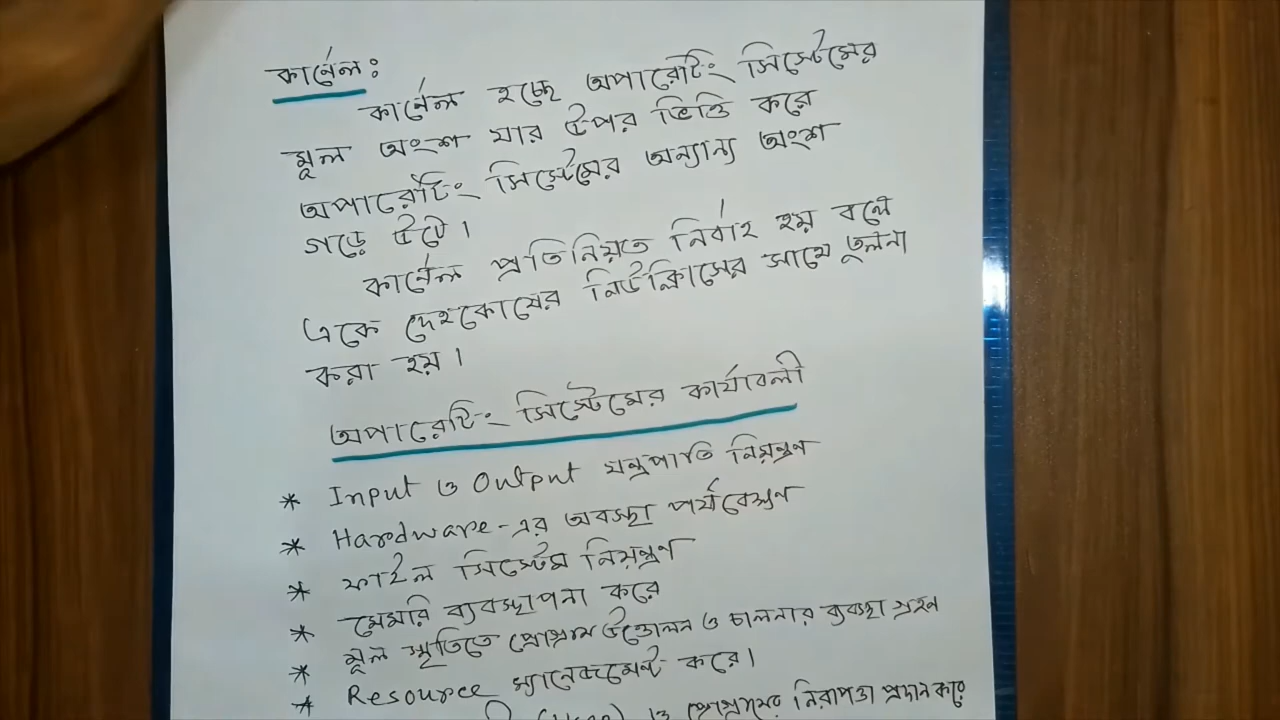 কার্নেল:
কার্নেল হচ্ছে অপারেটিং সিস্টেমের
মূল অংশ যার উপর ভিত্তি করে
অপারেটিং সিস্টেমের অন্যান্য অংশ
গড়ে উঠে।
কার্নেল প্রতিনিয়ত নির্বাহ হয় বলে
একে দেহকোষের নিউক্লিাসের সাথে তুলনা
করা হয়।
অপারেটিং সিস্টেমের কার্যাবলী
* Input ও Output যন্ত্রপাতি নিয়ন্ত্রণ
* Hardware-এর অবস্থা পর্যবেক্ষণ
* ফাইল সিস্টেম নিয়ন্ত্রণ
* মেমরি ব্যবস্থাপনা করে
* মূল স্মৃতিতে প্রোগ্রাম উত্তোলন ও চালনার ব্যবস্থা গ্রহণ
* Resource ম্যানেজমেন্ট করে।
ও প্রোগ্রামের নিরাপত্তা প্রদান করে